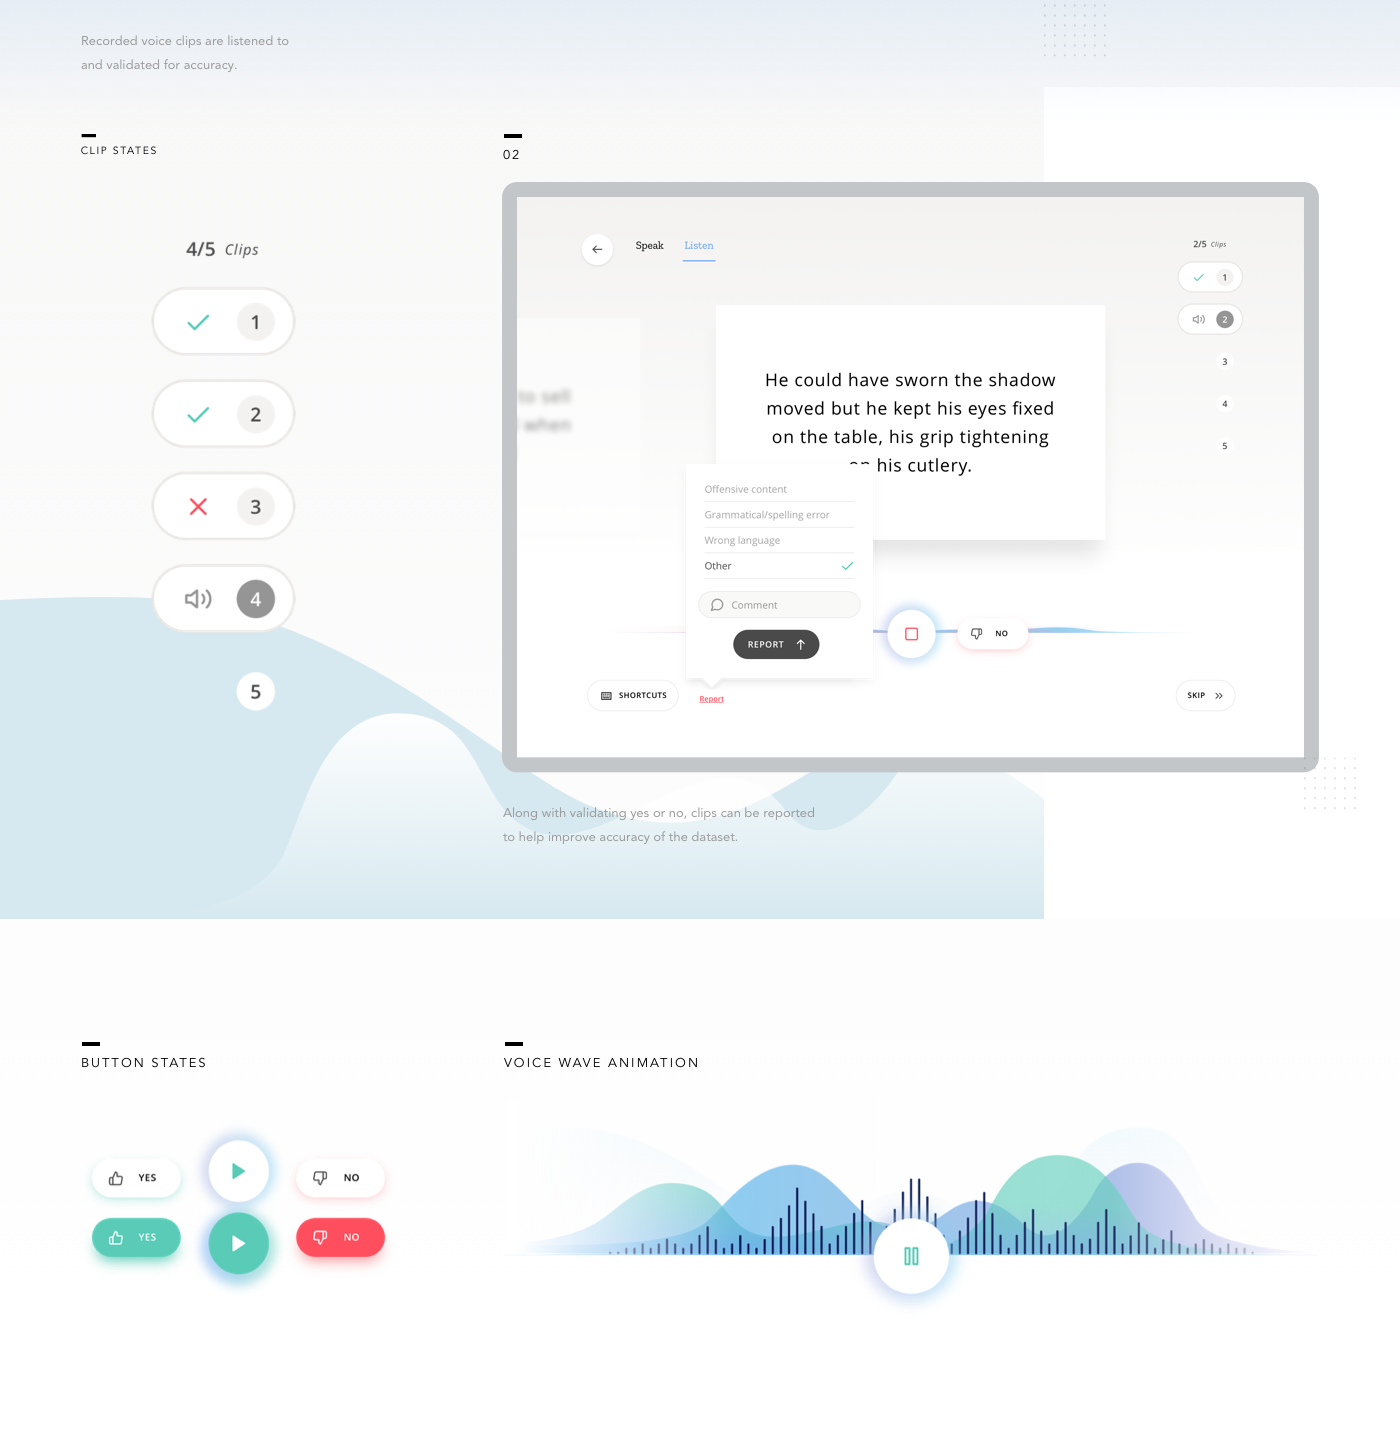 Recorded voice clips are listened to
and validated for accuracy.
CLIP STATES
4/5 Clips
1
2
3
4
5
02
Speak Listen
2/5 Clips
1
2
3
4
5
to sell
when
He could have sworn the shadow
moved but he kept his eyes fixed
on the table, his grip tightening
on his cutlery.
Offensive content
Grammatical/spelling error
Wrong language
Other
Comment
REPORT
NO
SHORTCUTS
Report
SKIP
Along with validating yes or no, clips can be reported
to help improve accuracy of the dataset.
BUTTON STATES
YES
NO
YES
NO
VOICE WAVE ANIMATION